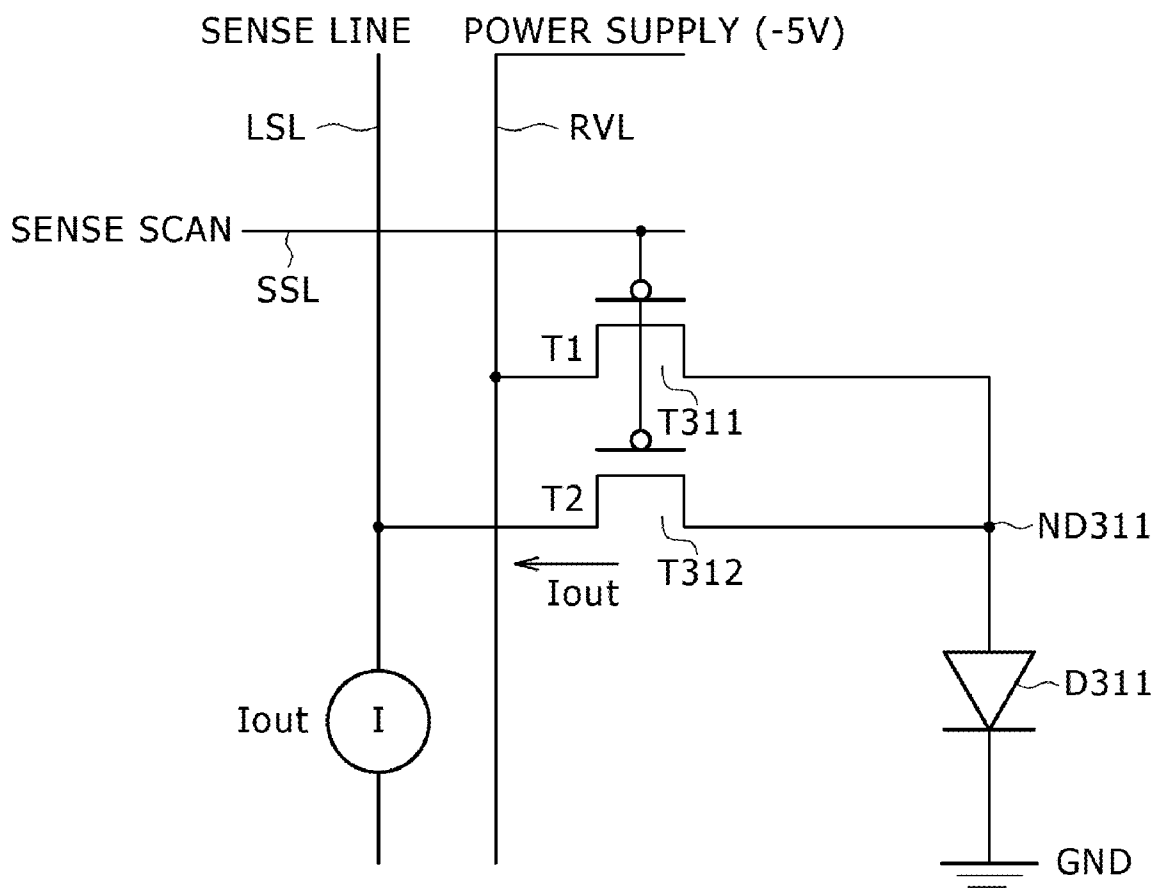 SENSE LINE POWER SUPPLY (-5V)
LSL RVL
SENSE SCAN
SSL
T1
T311
T2
ND311
T312
Iout
D311
Iout I
GND